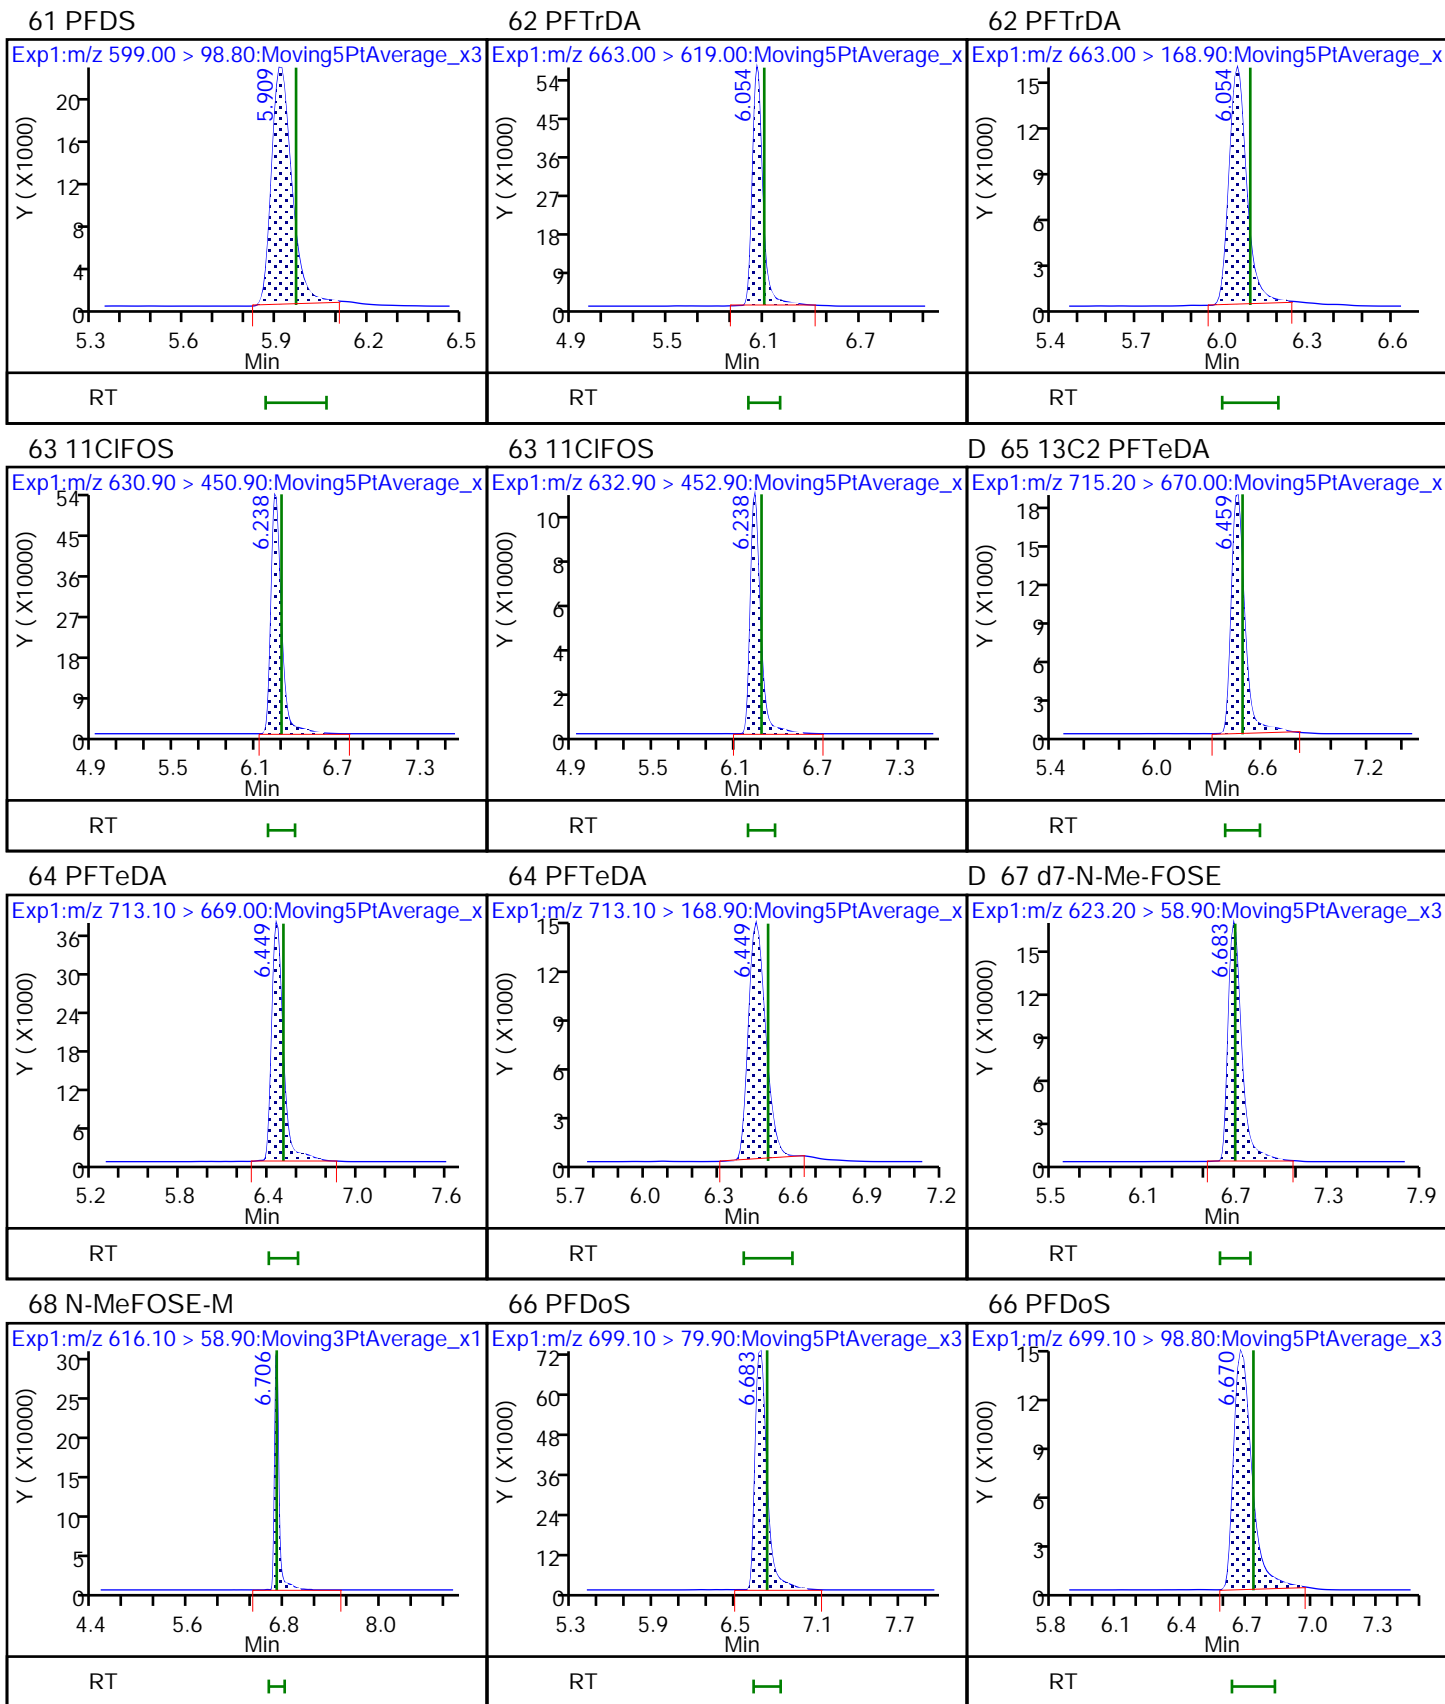 61 PFDS
62 PFTrDA
62 PFTrDA
Exp1:m/z 599.00 > 98.80:Moving5PtAverage_x3
Exp1:m/z 663.00 > 619.00:Moving5PtAverage_x
Exp1:m/z 663.00 > 168.90:Moving5PtAverage_x
5.909
6.054
6.054
Y ( X1000)
20
16
12
8
4
0
Y ( X1000)
54
45
36
27
18
9
0
Y ( X1000)
15
12
9
6
3
0
5.3 5.6 5.9 6.2 6.5
4.9 5.5 6.1 6.7
5.4 5.7 6.0 6.3 6.6
Min
Min
Min
RT
RT
RT
63 11ClFOS
63 11ClFOS
D 65 13C2 PFTeDA
Exp1:m/z 630.90 > 450.90:Moving5PtAverage_x
Exp1:m/z 632.90 > 452.90:Moving5PtAverage_x
Exp1:m/z 715.20 > 670.00:Moving5PtAverage_x
6.238
6.238
6.459
Y ( X10000)
54
45
36
27
18
9
0
Y ( X10000)
10
8
6
4
2
0
Y ( X1000)
18
15
12
9
6
3
0
4.9 5.5 6.1 6.7 7.3
4.9 5.5 6.1 6.7 7.3
5.4 6.0 6.6 7.2
Min
Min
Min
RT
RT
RT
64 PFTeDA
64 PFTeDA
D 67 d7-N-Me-FOSE
Exp1:m/z 713.10 > 669.00:Moving5PtAverage_x
Exp1:m/z 713.10 > 168.90:Moving5PtAverage_x
Exp1:m/z 623.20 > 58.90:Moving5PtAverage_x3
6.449
6.449
6.683
Y ( X1000)
36
30
24
18
12
6
0
Y ( X1000)
15
12
9
6
3
0
Y ( X10000)
15
12
9
6
3
0
5.2 5.8 6.4 7.0 7.6
5.7 6.0 6.3 6.6 6.9 7.2
5.5 6.1 6.7 7.3 7.9
Min
Min
Min
RT
RT
RT
68 N-MeFOSE-M
66 PFDoS
66 PFDoS
Exp1:m/z 616.10 > 58.90:Moving3PtAverage_x1
Exp1:m/z 699.10 > 79.90:Moving5PtAverage_x3
Exp1:m/z 699.10 > 98.80:Moving5PtAverage_x3
6.706
6.683
6.670
Y ( X10000)
30
25
20
15
10
5
0
Y ( X1000)
72
60
48
36
24
12
0
Y ( X1000)
15
12
9
6
3
0
4.4 5.6 6.8 8.0
5.3 5.9 6.5 7.1 7.7
5.8 6.1 6.4 6.7 7.0 7.3
Min
Min
Min
RT
RT
RT